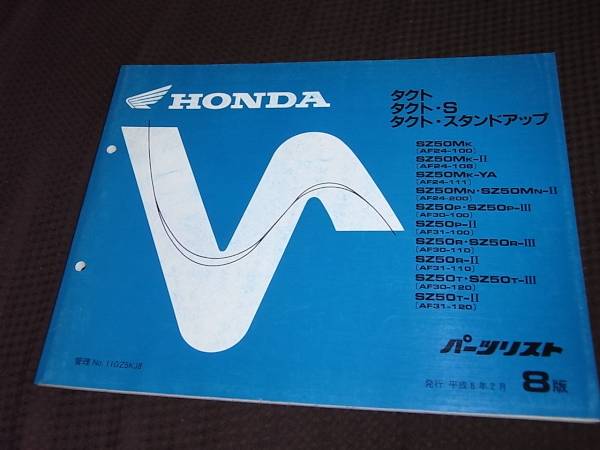 HONDA
タクト
タクト・S
タクト・スタンドアップ
SZ50MK
[AF24-100]
SZ50MK-II
[AF24-108]
SZ50MK-YA
[AF24-111]
SZ50MN・SZ50MN-II
[AF24-200]
SZ50P・SZ50P-III
[AF30-100]
SZ50P-II
[AF31-100]
SZ50R・SZ50R-III
[AF30-110]
SZ50R-II
[AF31-110]
SZ50T・SZ50T-III
[AF30-120]
SZ50T-II
[AF31-120]
パーツリスト
管理 No. 11GZ5KJ8
発行 平成8年2月 8版